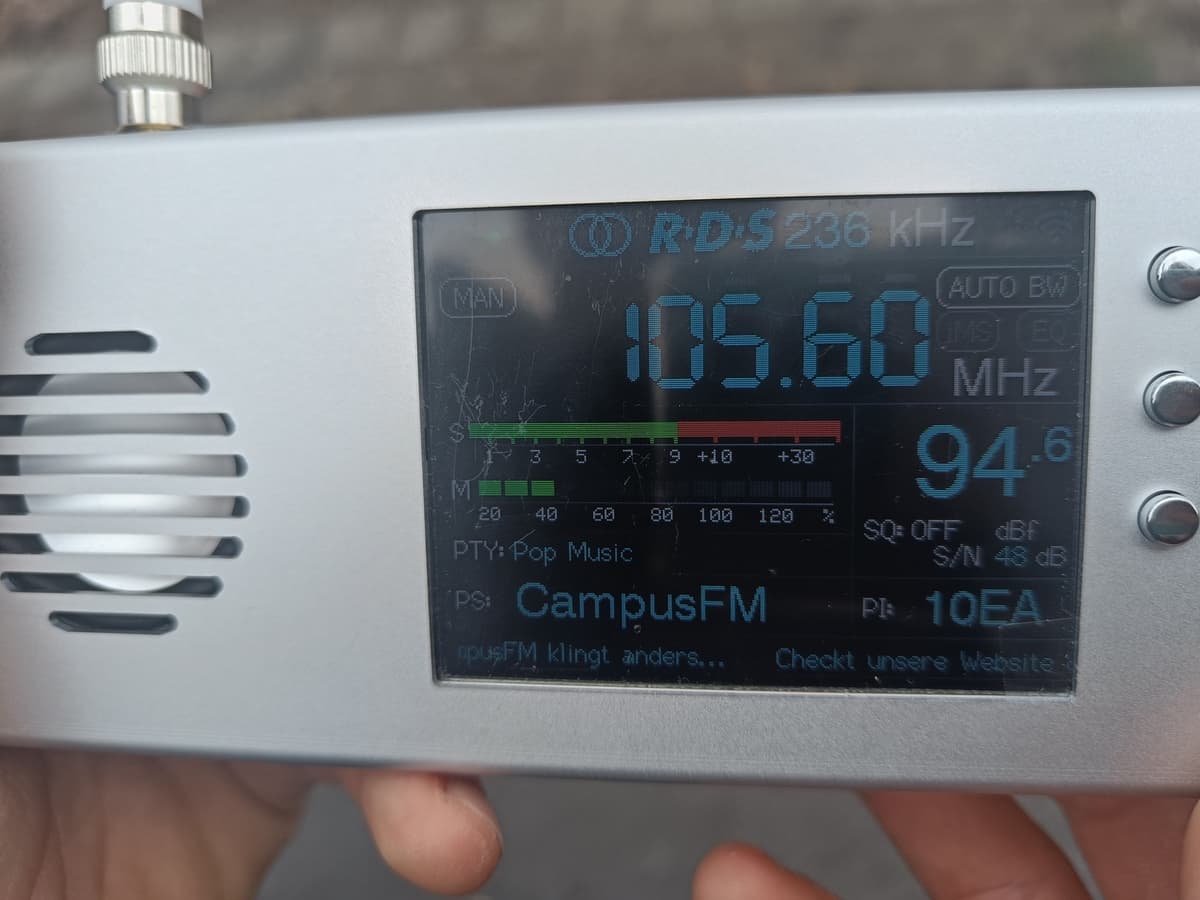 R·D·S 236 kHz
MAN
105.60
AUTO BW
iMS EQ
MHz
S
1 3 5 7 9 +10 +30
94.6
M
20 40 60 80 100 120 %
SQ: OFF dBf
S/N 48 dB
PTY: Pop Music
PS: CampusFM
PI: 10EA
opusFM klingt anders... Checkt unsere Website